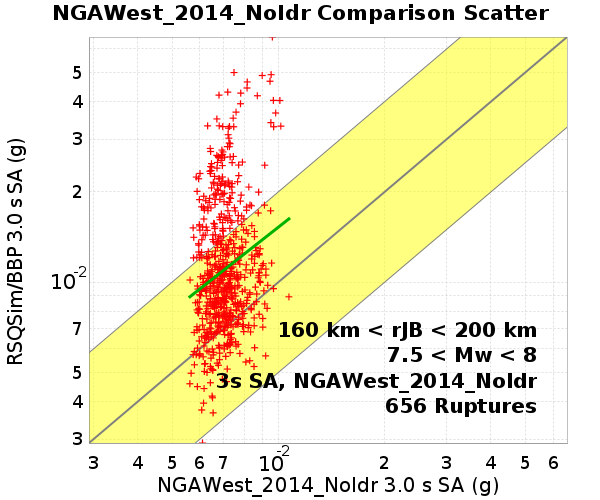 NGAWest_2014_NoIdr Comparison Scatter
RSQSim/BBP 3.0 s SA (g)
5
4
3
2
10-2
7
5
4
3
160 km < rJB < 200 km
7.5 < Mw < 8
3s SA, NGAWest_2014_NoIdr
656 Ruptures
3 4 5 6 7 10-2 2 3 4 5 6
NGAWest_2014_NoIdr 3.0 s SA (g)